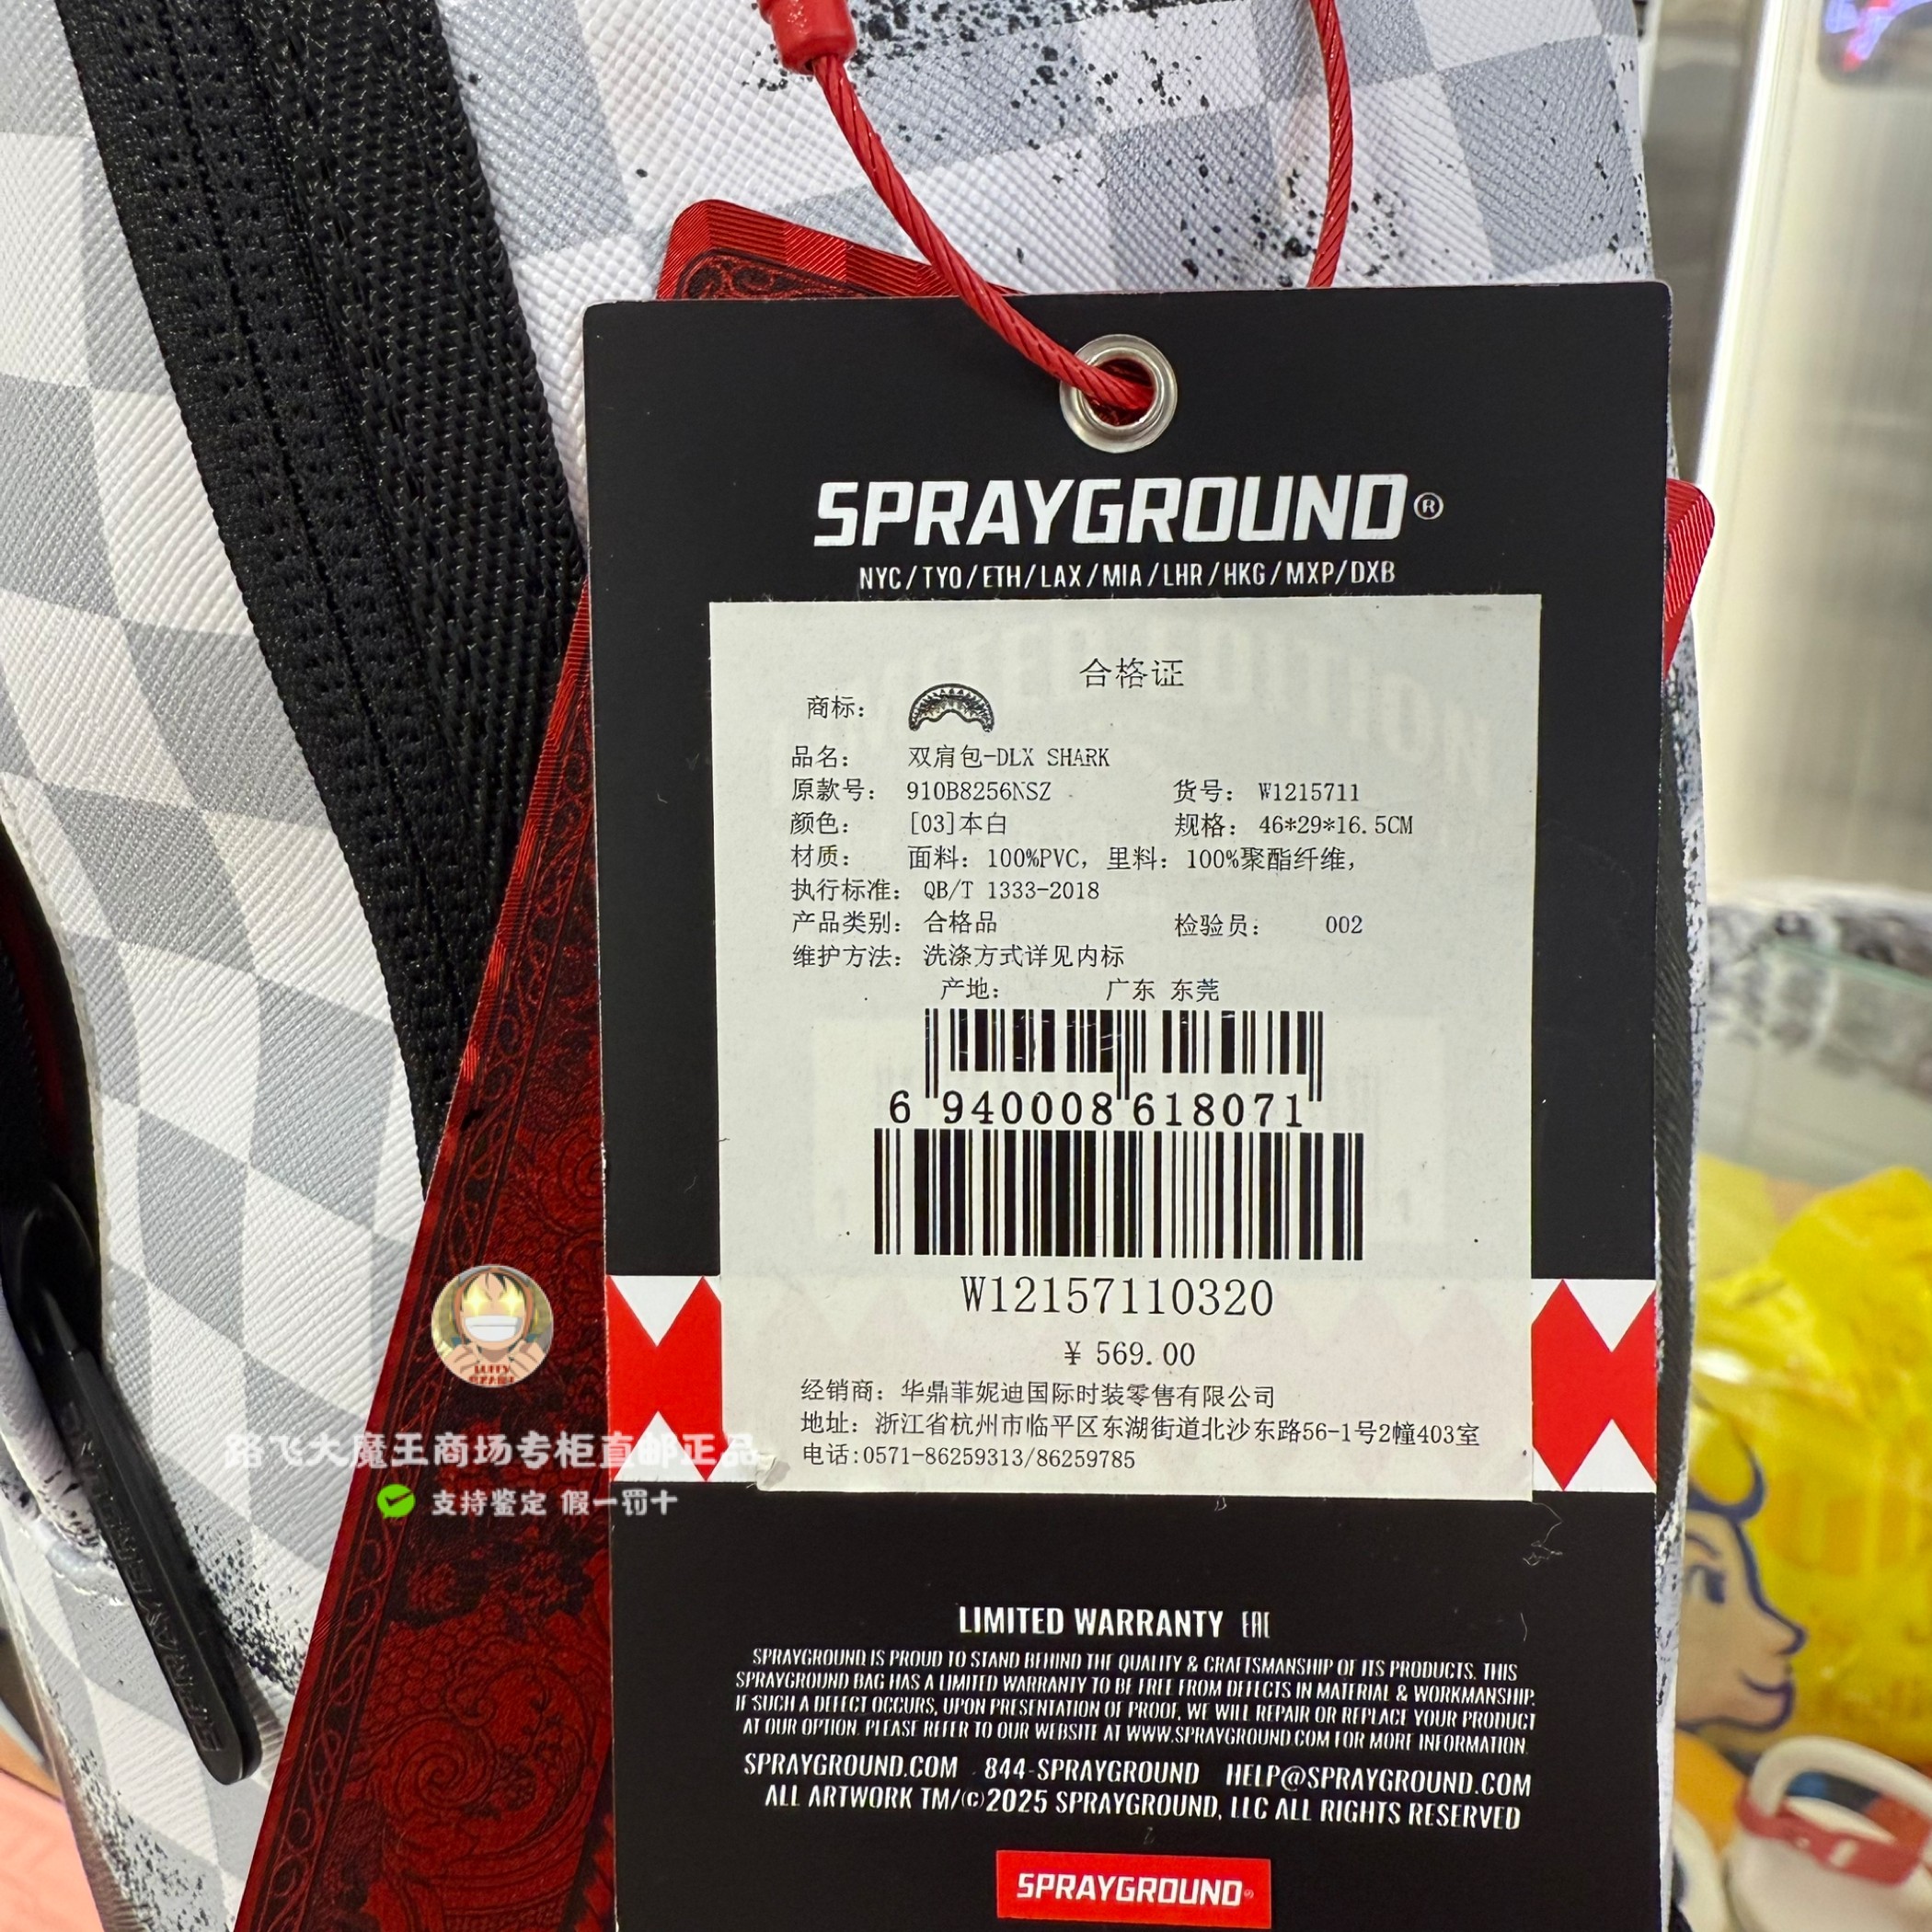 SPRAYGROUND®
NYC/TYO/ETH/LAX/MIA/LHR/HKG/MXP/DXB
合格证
商标:
品名: 双肩包-DLX SHARK
原款号: 910B8256NSZ 货号: W1215711
颜色: [03]本白 规格: 46*29*16.5CM
材质: 面料: 100%PVC, 里料: 100%聚酯纤维,
执行标准: QB/T 1333-2018
产品类别: 合格品 检验员: 002
维护方法: 洗涤方式详见内标
产地: 广东 东莞
6 940008 618071
W12157110320
¥ 569.00
经销商: 华鼎菲妮迪国际时装零售有限公司
地址: 浙江省杭州市临平区东湖街道北沙东路56-1号2幢403室
电话:0571-86259313/86259785
路飞大魔王商场专柜直邮正品
支持鉴定 假一罚十
LIMITED WARRANTY EAC
SPRAYGROUND IS PROUD TO STAND BEHIND THE QUALITY & CRAFTSMANSHIP OF ITS PRODUCTS. THIS
SPRAYGROUND BAG HAS A LIMITED WARRANTY TO BE FREE FROM DEFECTS IN MATERIAL & WORKMANSHIP.
IF SUCH A DEFECT OCCURS, UPON PRESENTATION OF PROOF, WE WILL REPAIR OR REPLACE YOUR PRODUCT
AT OUR OPTION. PLEASE REFER TO OUR WEBSITE AT WWW.SPRAYGROUND.COM FOR MORE INFORMATION.
SPRAYGROUND.COM 844-SPRAYGROUND HELP@SPRAYGROUND.COM
ALL ARTWORK TM/©2025 SPRAYGROUND, LLC ALL RIGHTS RESERVED
SPRAYGROUND®